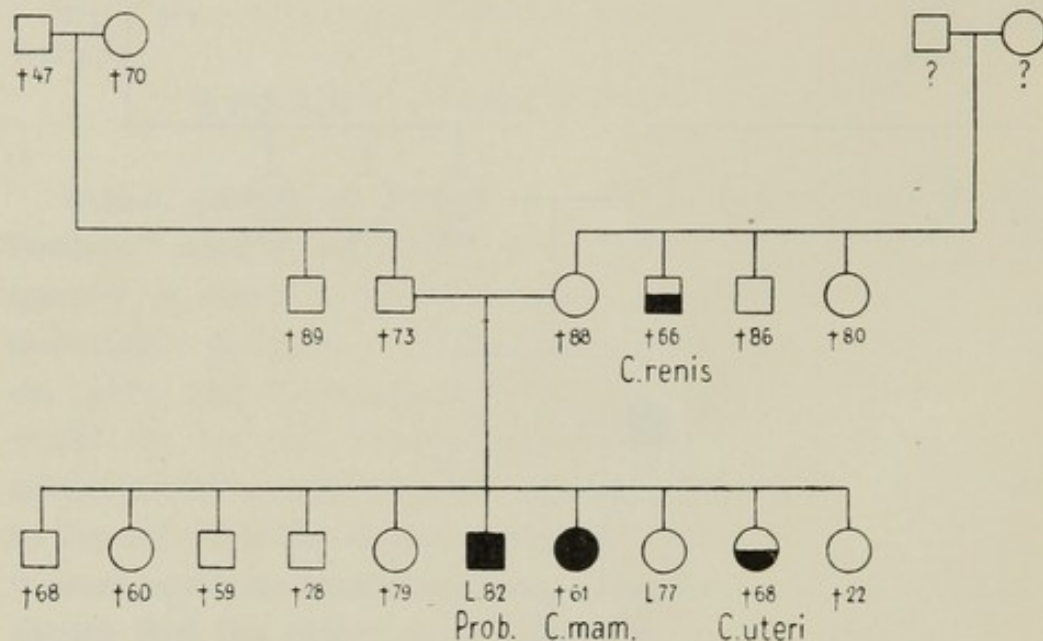 †47 †70 ? ?
†89 †73 †88 †66 †86 †80
C.renis
†68 †60 †59 †28 †79 L.82 †61 L77 †68 †22
Prob. C.mam. C.uteri